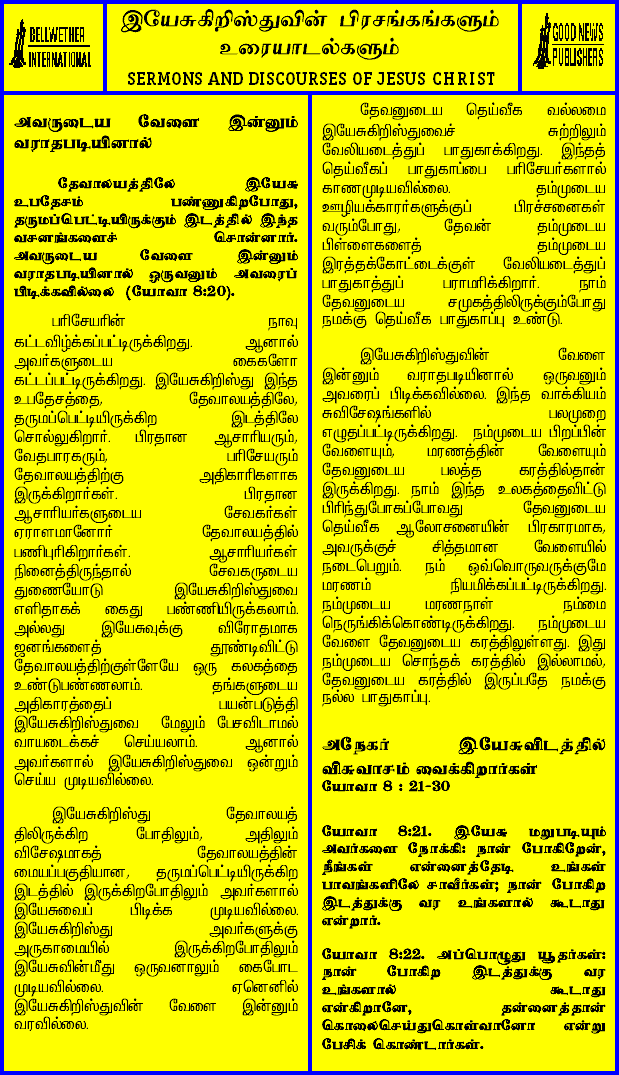 BELLWETHER
INTERNATIONAL
இயேசுகிறிஸ்துவின் பிரசங்கங்களும்
உரையாடல்களும்
SERMONS AND DISCOURSES OF JESUS CHRIST
GOOD NEWS
PUBLISHERS
அவருடைய வேளை இன்னும்
வராதபடியினால்
தேவாலயத்திலே இயேசு
உபதேசம் பண்ணுகிறபோது,
தருமப்பெட்டியிருக்கும் இடத்தில் இந்த
வசனங்களைச் சொன்னார்.
அவருடைய வேளை இன்னும்
வராதபடியினால் ஒருவனும் அவரைப்
பிடிக்கவில்லை (யோவா 8:20).
பரிசேயரின் நாவு
கட்டவிழ்க்கப்பட்டிருக்கிறது. ஆனால்
அவர்களுடைய கைகளோ
கட்டப்பட்டிருக்கிறது. இயேசுகிறிஸ்து இந்த
உபதேசத்தை, தேவாலயத்திலே,
தருமப்பெட்டியிருக்கிற இடத்திலே
சொல்லுகிறார். பிரதான ஆசாரியரும்,
வேதபாரகரும், பரிசேயரும்
தேவாலயத்திற்கு அதிகாரிகளாக
இருக்கிறார்கள். பிரதான
ஆசாரியர்களுடைய சேவகர்கள்
ஏராளமானோர் தேவாலயத்தில்
பணிபுரிகிறார்கள். ஆசாரியர்கள்
நினைத்திருந்தால் சேவகருடைய
துணையோடு இயேசுகிறிஸ்துவை
எளிதாகக் கைது பண்ணியிருக்கலாம்.
அல்லது இயேசுவுக்கு விரோதமாக
ஜனங்களைத் தூண்டிவிட்டு
தேவாலயத்திற்குள்ளேயே ஒரு கலகத்தை
உண்டுபண்ணலாம். தங்களுடைய
அதிகாரத்தைப் பயன்படுத்தி
இயேசுகிறிஸ்துவை மேலும் பேசவிடாமல்
வாயடைக்கச் செய்யலாம். ஆனால்
அவர்களால் இயேசுகிறிஸ்துவை ஒன்றும்
செய்ய முடியவில்லை.
இயேசுகிறிஸ்து தேவாலயத்
திலிருக்கிற போதிலும், அதிலும்
விசேஷமாகத் தேவாலயத்தின்
மையப்பகுதியான, தருமப்பெட்டியிருக்கிற
இடத்தில் இருக்கிறபோதிலும் அவர்களால்
இயேசுவைப் பிடிக்க முடியவில்லை.
இயேசுகிறிஸ்து அவர்களுக்கு
அருகாமையில் இருக்கிறபோதிலும்
இயேசுவின்மீது ஒருவனாலும் கைபோட
முடியவில்லை. ஏனெனில்
இயேசுகிறிஸ்துவின் வேளை இன்னும்
வரவில்லை.
தேவனுடைய தெய்வீக வல்லமை
இயேசுகிறிஸ்துவைச் சுற்றிலும்
வேலியடைத்துப் பாதுகாக்கிறது. இந்தத்
தெய்வீகப் பாதுகாப்பை பரிசேயர்களால்
காணமுடியவில்லை. தம்முடைய
ஊழியக்காரர்களுக்குப் பிரச்சனைகள்
வரும்போது, தேவன் தம்முடைய
பிள்ளைகளைத் தம்முடைய
இரத்தக்கோட்டைக்குள் வேலியடைத்துப்
பாதுகாத்துப் பராமரிக்கிறார். நாம்
தேவனுடைய சமுகத்திலிருக்கும்போது
நமக்கு தெய்வீக பாதுகாப்பு உண்டு.
இயேசுகிறிஸ்துவின் வேளை
இன்னும் வராதபடியினால் ஒருவனும்
அவரைப் பிடிக்கவில்லை. இந்த வாக்கியம்
சுவிசேஷங்களில் பலமுறை
எழுதப்பட்டிருக்கிறது. நம்முடைய பிறப்பின்
வேளையும், மரணத்தின் வேளையும்
தேவனுடைய பலத்த கரத்தில்தான்
இருக்கிறது. நாம் இந்த உலகத்தைவிட்டு
பிரிந்துபோகப்போவது தேவனுடைய
தெய்வீக ஆலோசனையின் பிரகாரமாக,
அவருக்குச் சித்தமான வேளையில்
நடைபெறும். நம் ஒவ்வொருவருக்குமே
மரணம் நியமிக்கப்பட்டிருக்கிறது.
நம்முடைய மரணநாள் நம்மை
நெருங்கிக்கொண்டிருக்கிறது. நம்முடைய
வேளை தேவனுடைய கரத்திலுள்ளது. இது
நம்முடைய சொந்தக் கரத்தில் இல்லாமல்,
தேவனுடைய கரத்தில் இருப்பதே நமக்கு
நல்ல பாதுகாப்பு.
அநேகர் இயேசுவிடத்தில்
விசுவாசம் வைக்கிறார்கள்
யோவா 8 : 21-30
யோவா 8:21. இயேசு மறுபடியும்
அவர்களை நோக்கி: நான் போகிறேன்,
நீங்கள் என்னைத்தேடி உங்கள்
பாவங்களிலே சாவீர்கள்; நான் போகிற
இடத்துக்கு வர உங்களால் கூடாது
என்றார்.
யோவா 8:22. அப்பொழுது யூதர்கள்:
நான் போகிற இடத்துக்கு வர
உங்களால் கூடாது
என்கிறானே, தன்னைத்தான்
கொலைசெய்துகொள்வானோ என்று
பேசிக் கொண்டார்கள்.